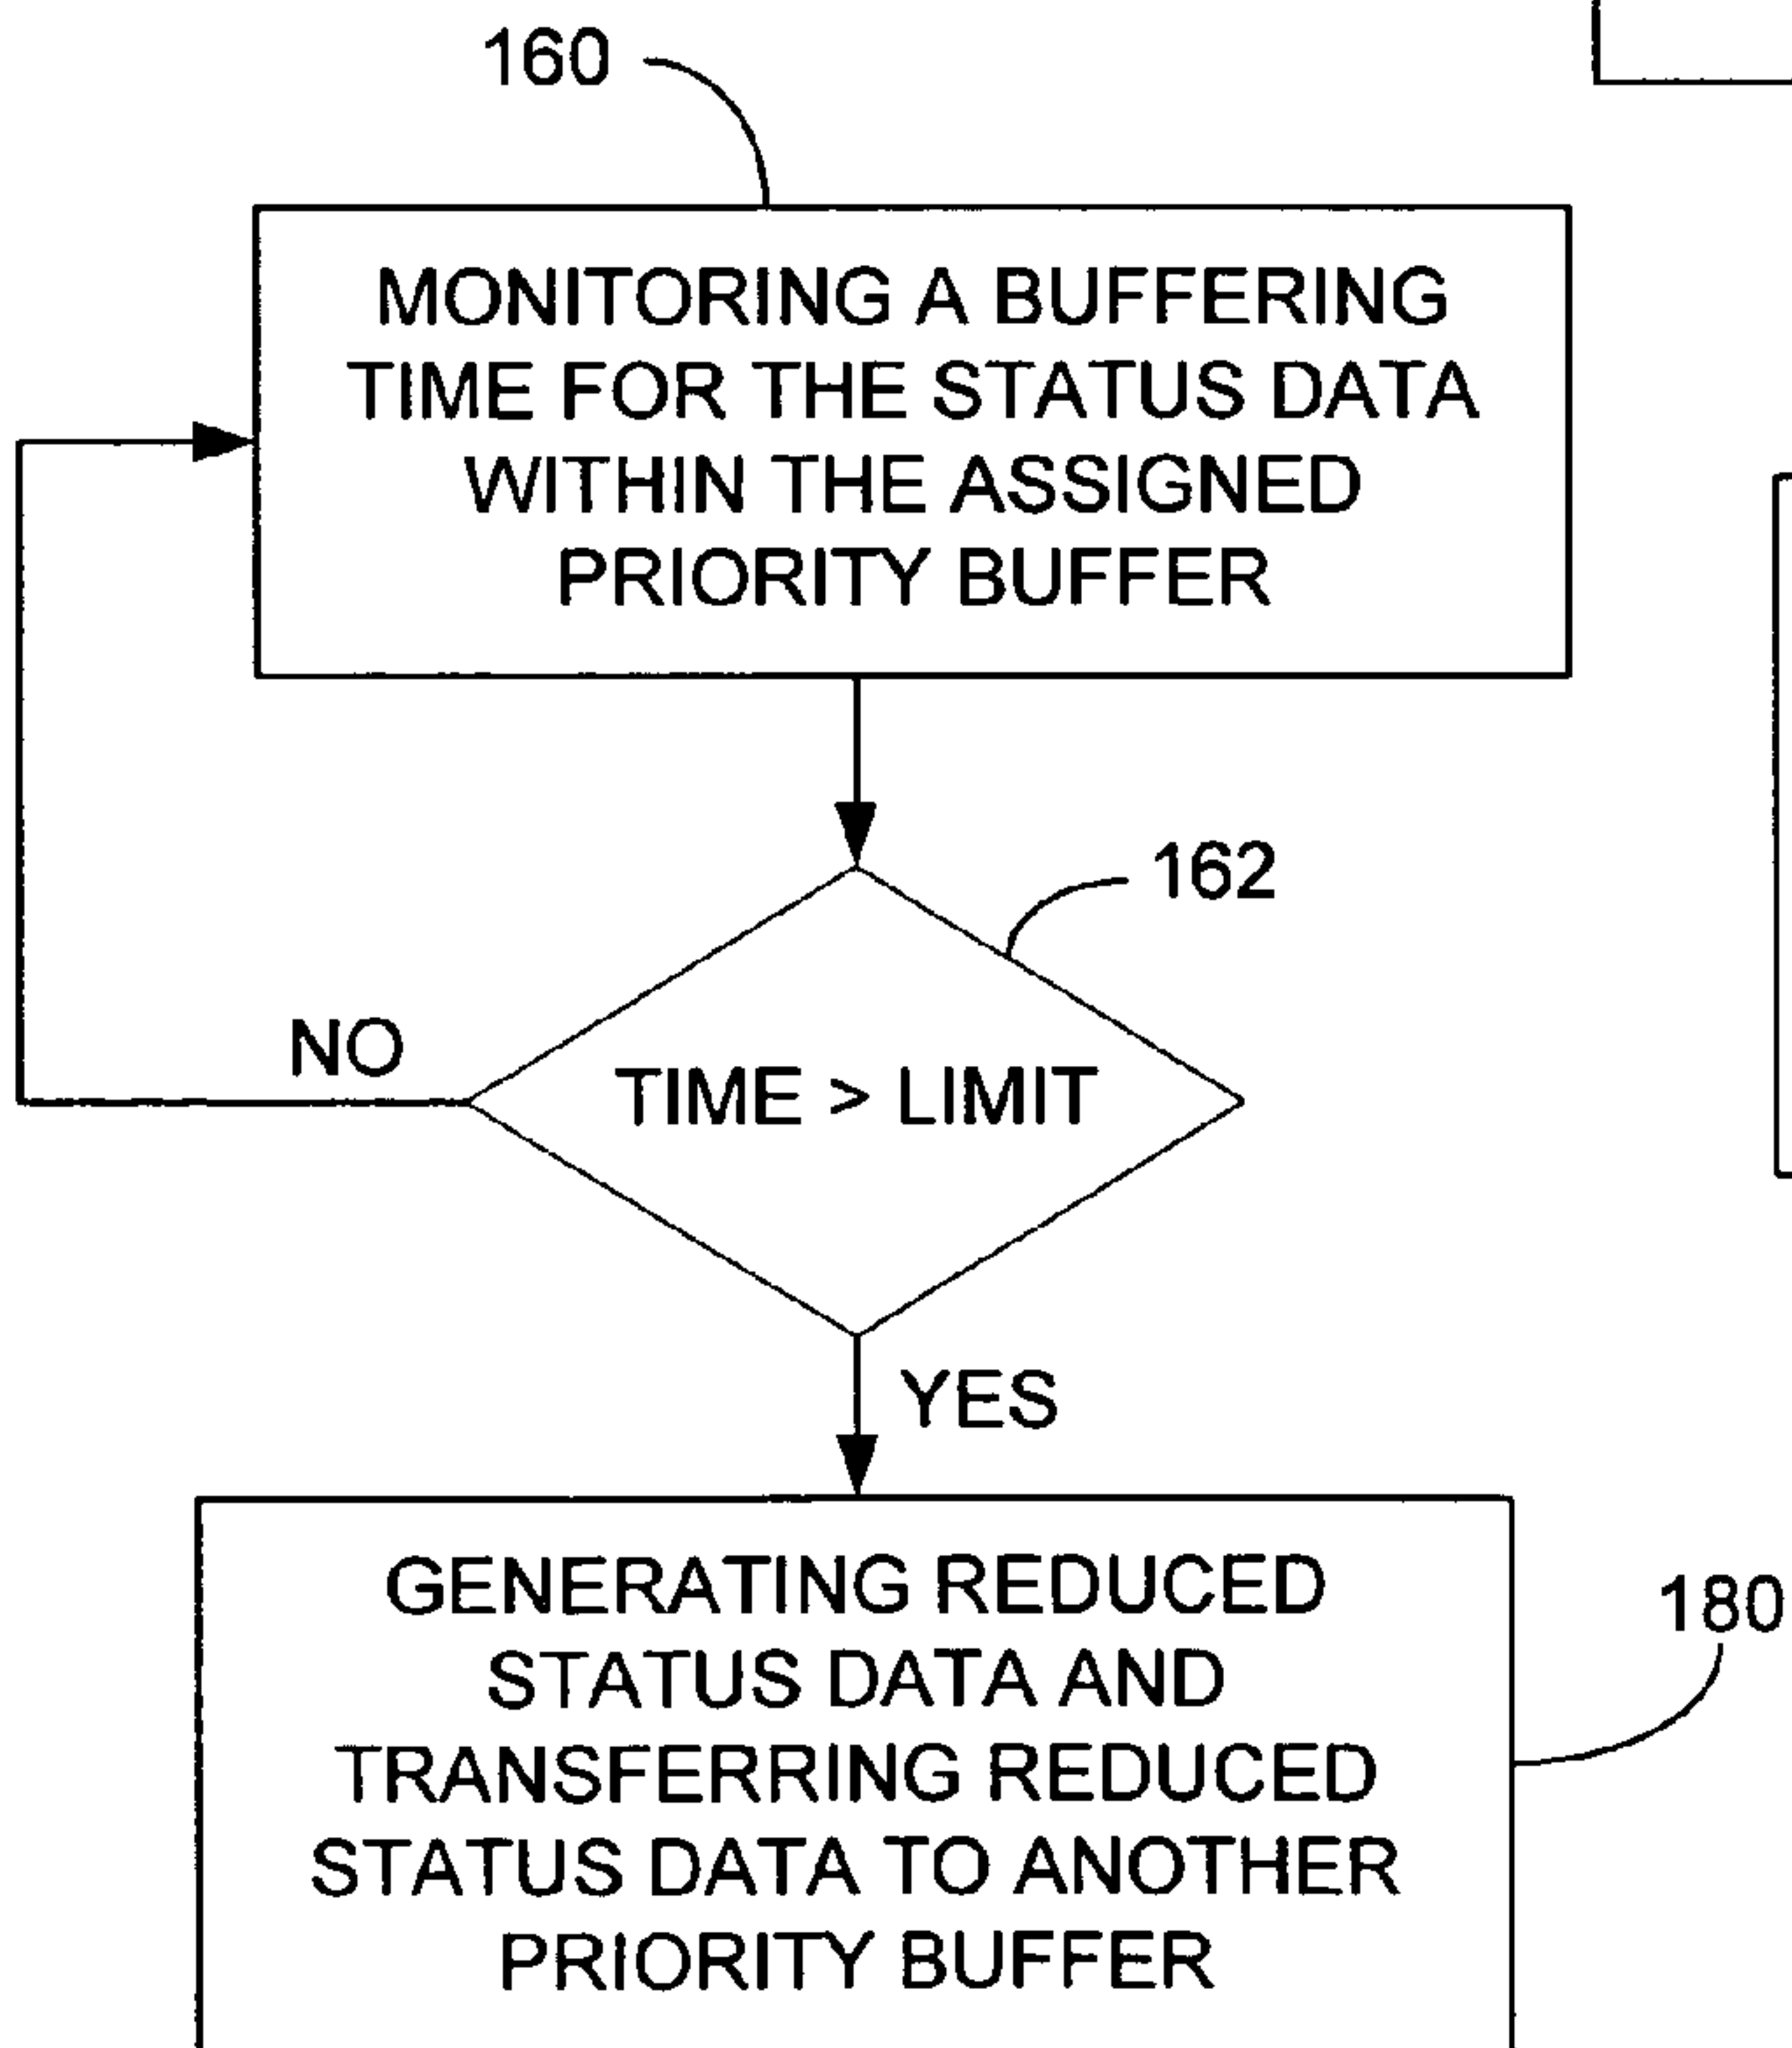 160
MONITORING A BUFFERING
TIME FOR THE STATUS DATA
WITHIN THE ASSIGNED
PRIORITY BUFFER
162
NO
TIME > LIMIT
YES
GENERATING REDUCED
STATUS DATA AND
TRANSFERRING REDUCED
STATUS DATA TO ANOTHER
PRIORITY BUFFER
180